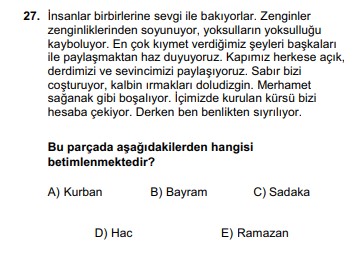 27. İnsanlar birbirlerine sevgi ile bakıyorlar. Zenginler
zenginliklerinden soyunuyor, yoksulların yoksulluğu
kayboluyor. En çok kıymet verdiğimiz şeyleri başkaları
ile paylaşmaktan haz duyuyoruz. Kapımız herkese açık,
derdimizi ve sevincimizi paylaşıyoruz. Sabır bizi
coşturuyor, kalbin ırmakları doludizgin. Merhamet
sağanak gibi boşalıyor. İçimizde kurulan kürsü bizi
hesaba çekiyor. Derken ben benlikten sıyrılıyor.
Bu parçada aşağıdakilerden hangisi
betimlenmektedir?
A) Kurban B) Bayram C) Sadaka
D) Hac E) Ramazan